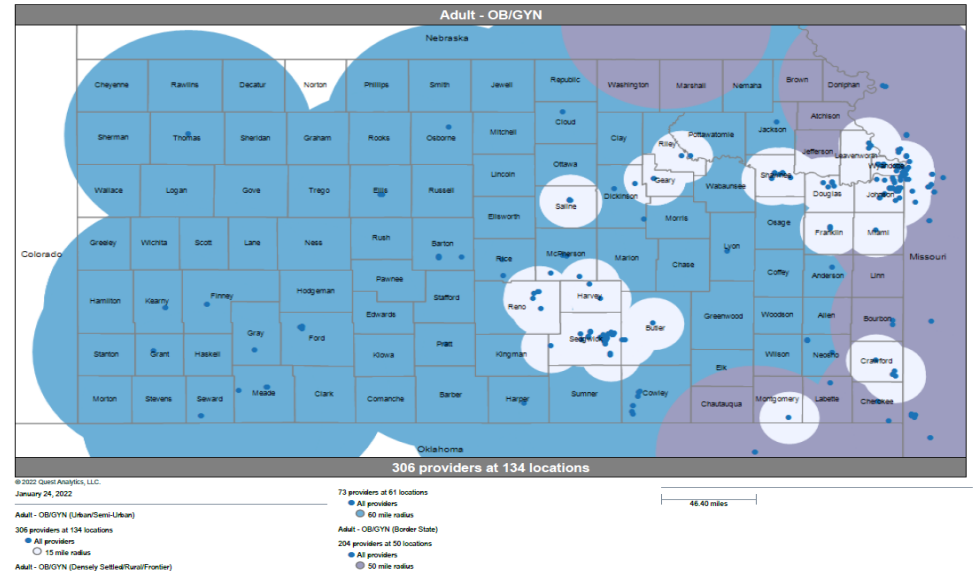 Adult - OB/GYN
Nebraska
Cheyenne Rawlins Decatur Norton Phillips Smith Jewell Republic Washington Marshall Nemaha Brown Doniphan
Atchison
Sherman Thomas Sheridan Graham Rooks Osborne Mitchell Cloud Clay Riley Pottawatomie Jackson Jefferson Leavenworth
Wyandotte
Wallace Logan Gove Trego Ellis Russell Lincoln Ottawa Dickinson Geary Wabaunsee Shawnee Douglas Johnson
Saline
Ellsworth Morris Osage Franklin Miami
Colorado Greeley Wichita Scott Lane Ness Rush Barton Rice McPherson Marion Chase Lyon Missouri
Pawnee Coffey Anderson Linn
Hamilton Kearny Finney Hodgeman Stafford Reno Harvey
Edwards Greenwood Woodson Allen Bourbon
Gray Ford Butler
Stanton Grant Haskell Kiowa Pratt Kingman Sedgwick Wilson Neosho Crawford
Elk
Morton Stevens Seward Meade Clark Comanche Barber Harper Sumner Cowley Chautauqua Montgomery Labette Cherokee
Oklahoma
306 providers at 134 locations
© 2022 Quest Analytics, LLC.
January 24, 2022
Adult - OB/GYN (Urban/Semi-Urban)
306 providers at 134 locations
All providers
15 mile radius
Adult - OB/GYN (Densely Settled/Rural/Frontier)
73 providers at 61 locations
All providers
60 mile radius
Adult - OB/GYN (Border State)
204 providers at 50 locations
All providers
50 mile radius
46.40 miles